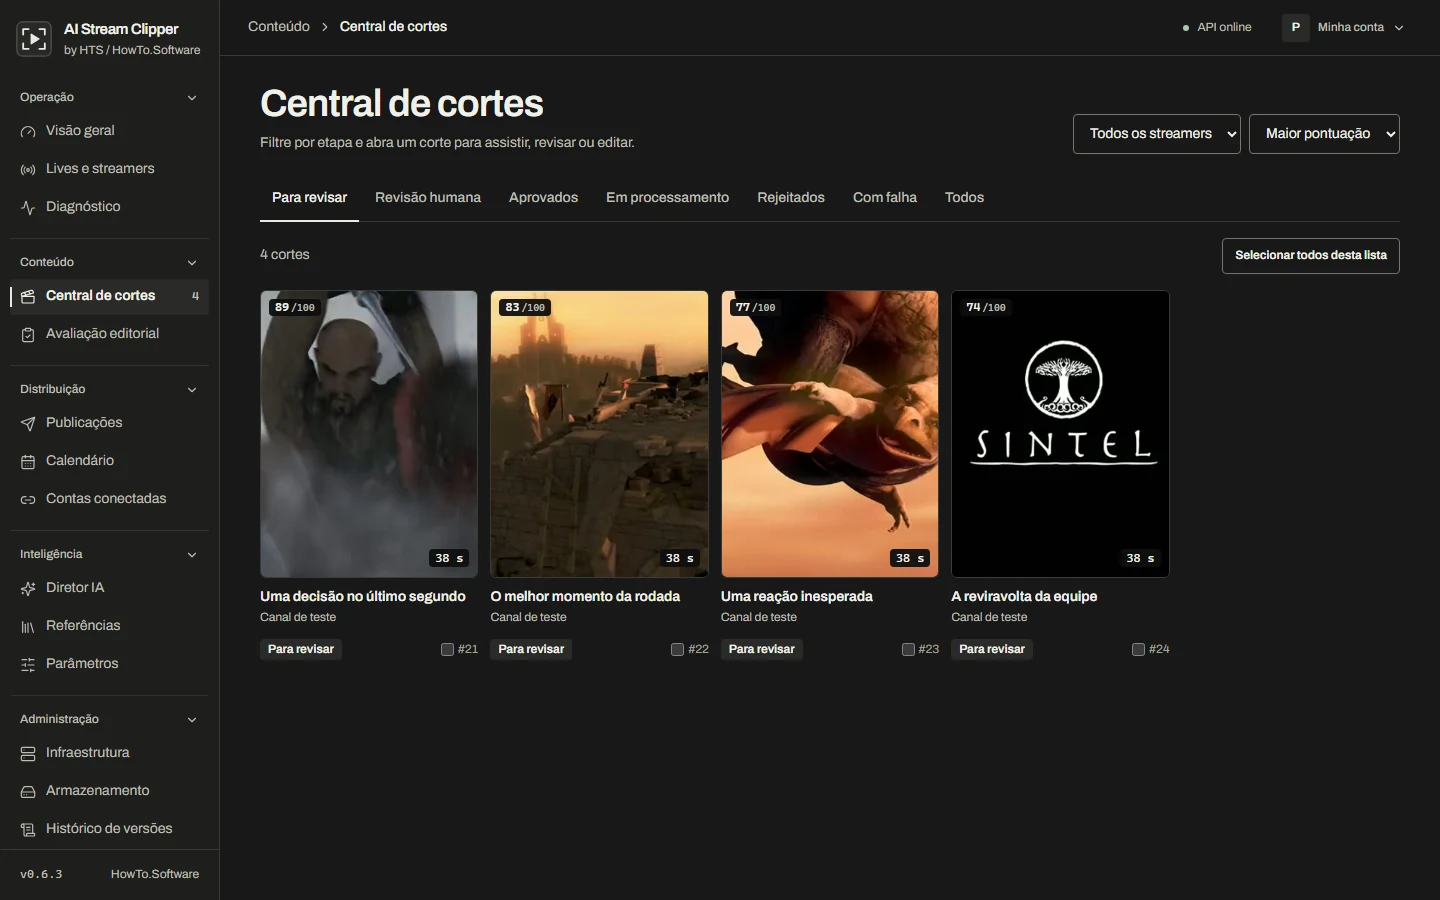 AI Stream Clipper
by HTS / HowTo.Software
Operação
Visão geral
Lives e streamers
Diagnóstico
Conteúdo
Central de cortes 4
Avaliação editorial
Distribuição
Publicações
Calendário
Contas conectadas
Inteligência
Diretor IA
Referências
Parâmetros
Administração
Infraestrutura
Armazenamento
Histórico de versões
v0.6.3 HowTo.Software
Conteúdo > Central de cortes
API online
P Minha conta
Central de cortes
Filtre por etapa e abra um corte para assistir, revisar ou editar.
Todos os streamers
Maior pontuação
Para revisar Revisão humana Aprovados Em processamento Rejeitados Com falha Todos
4 cortes
Selecionar todos desta lista
89/100
38 s
Uma decisão no último segundo
Canal de teste
Para revisar #21
83/100
38 s
O melhor momento da rodada
Canal de teste
Para revisar #22
77/100
38 s
Uma reação inesperada
Canal de teste
Para revisar #23
74/100
SINTEL
38 s
A reviravolta da equipe
Canal de teste
Para revisar #24